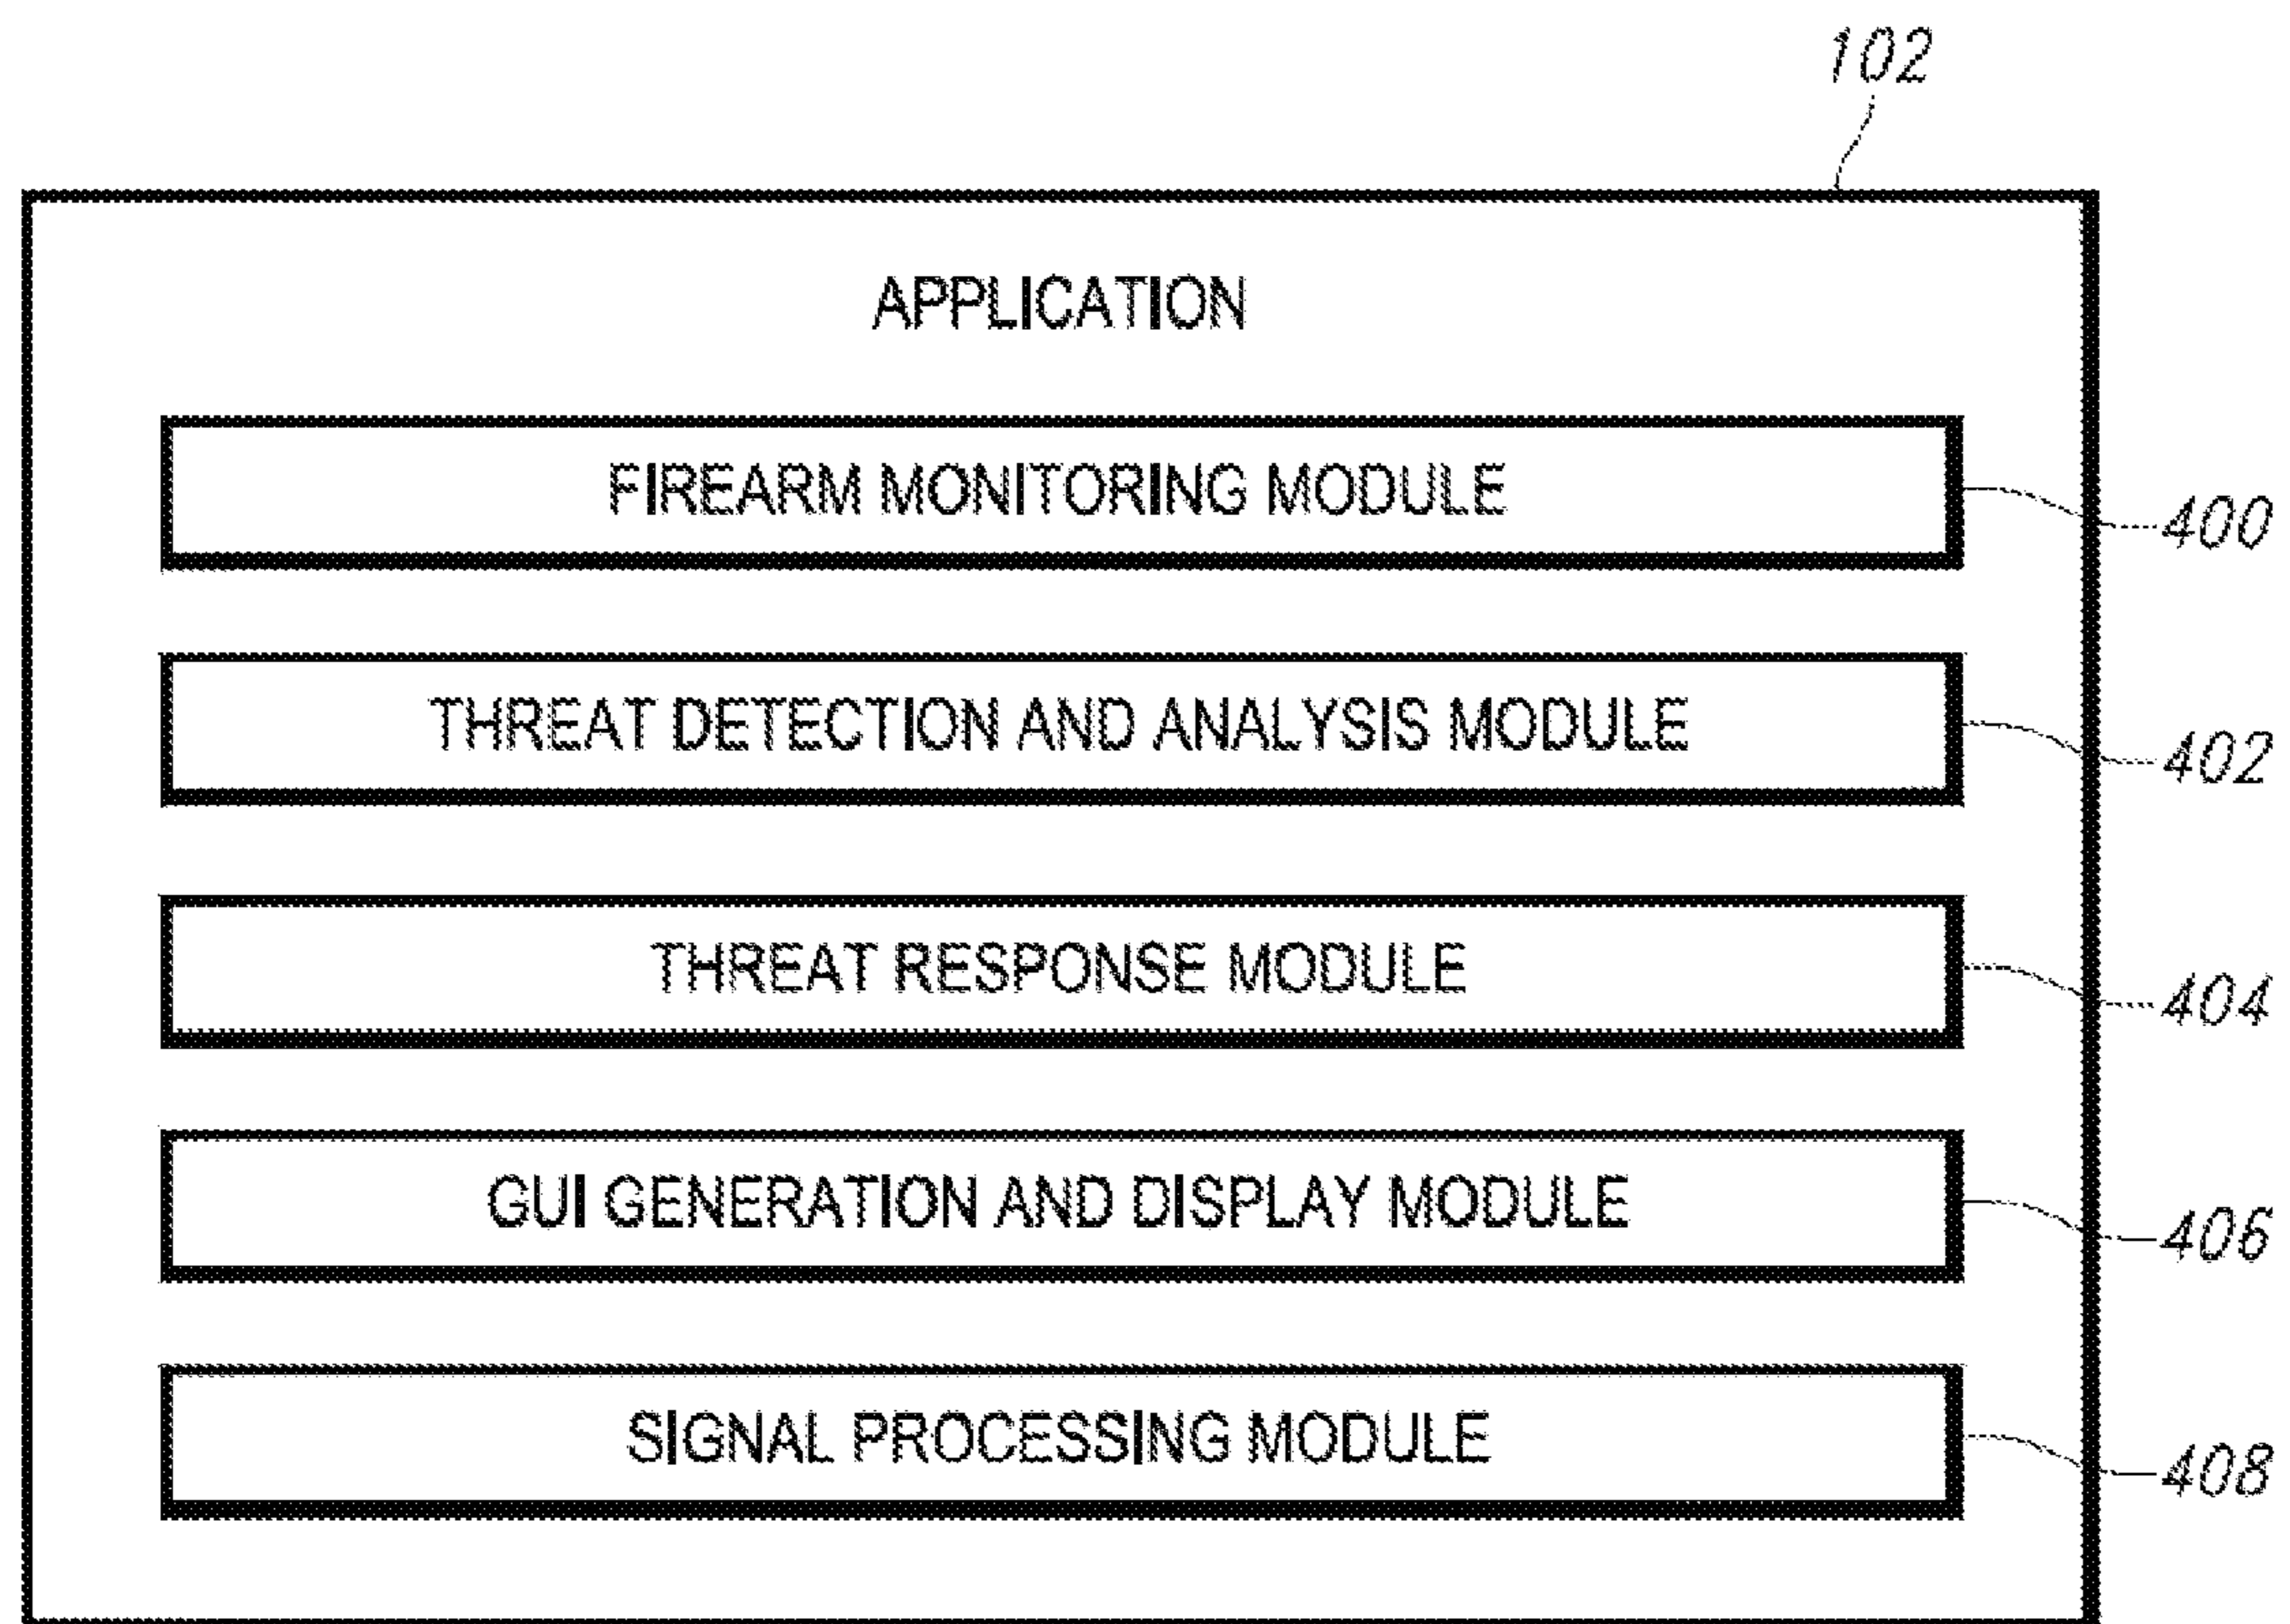 102
APPLICATION
FIREARM MONITORING MODULE
400
THREAT DETECTION AND ANALYSIS MODULE
402
THREAT RESPONSE MODULE
404
GUI GENERATION AND DISPLAY MODULE
406
SIGNAL PROCESSING MODULE
408